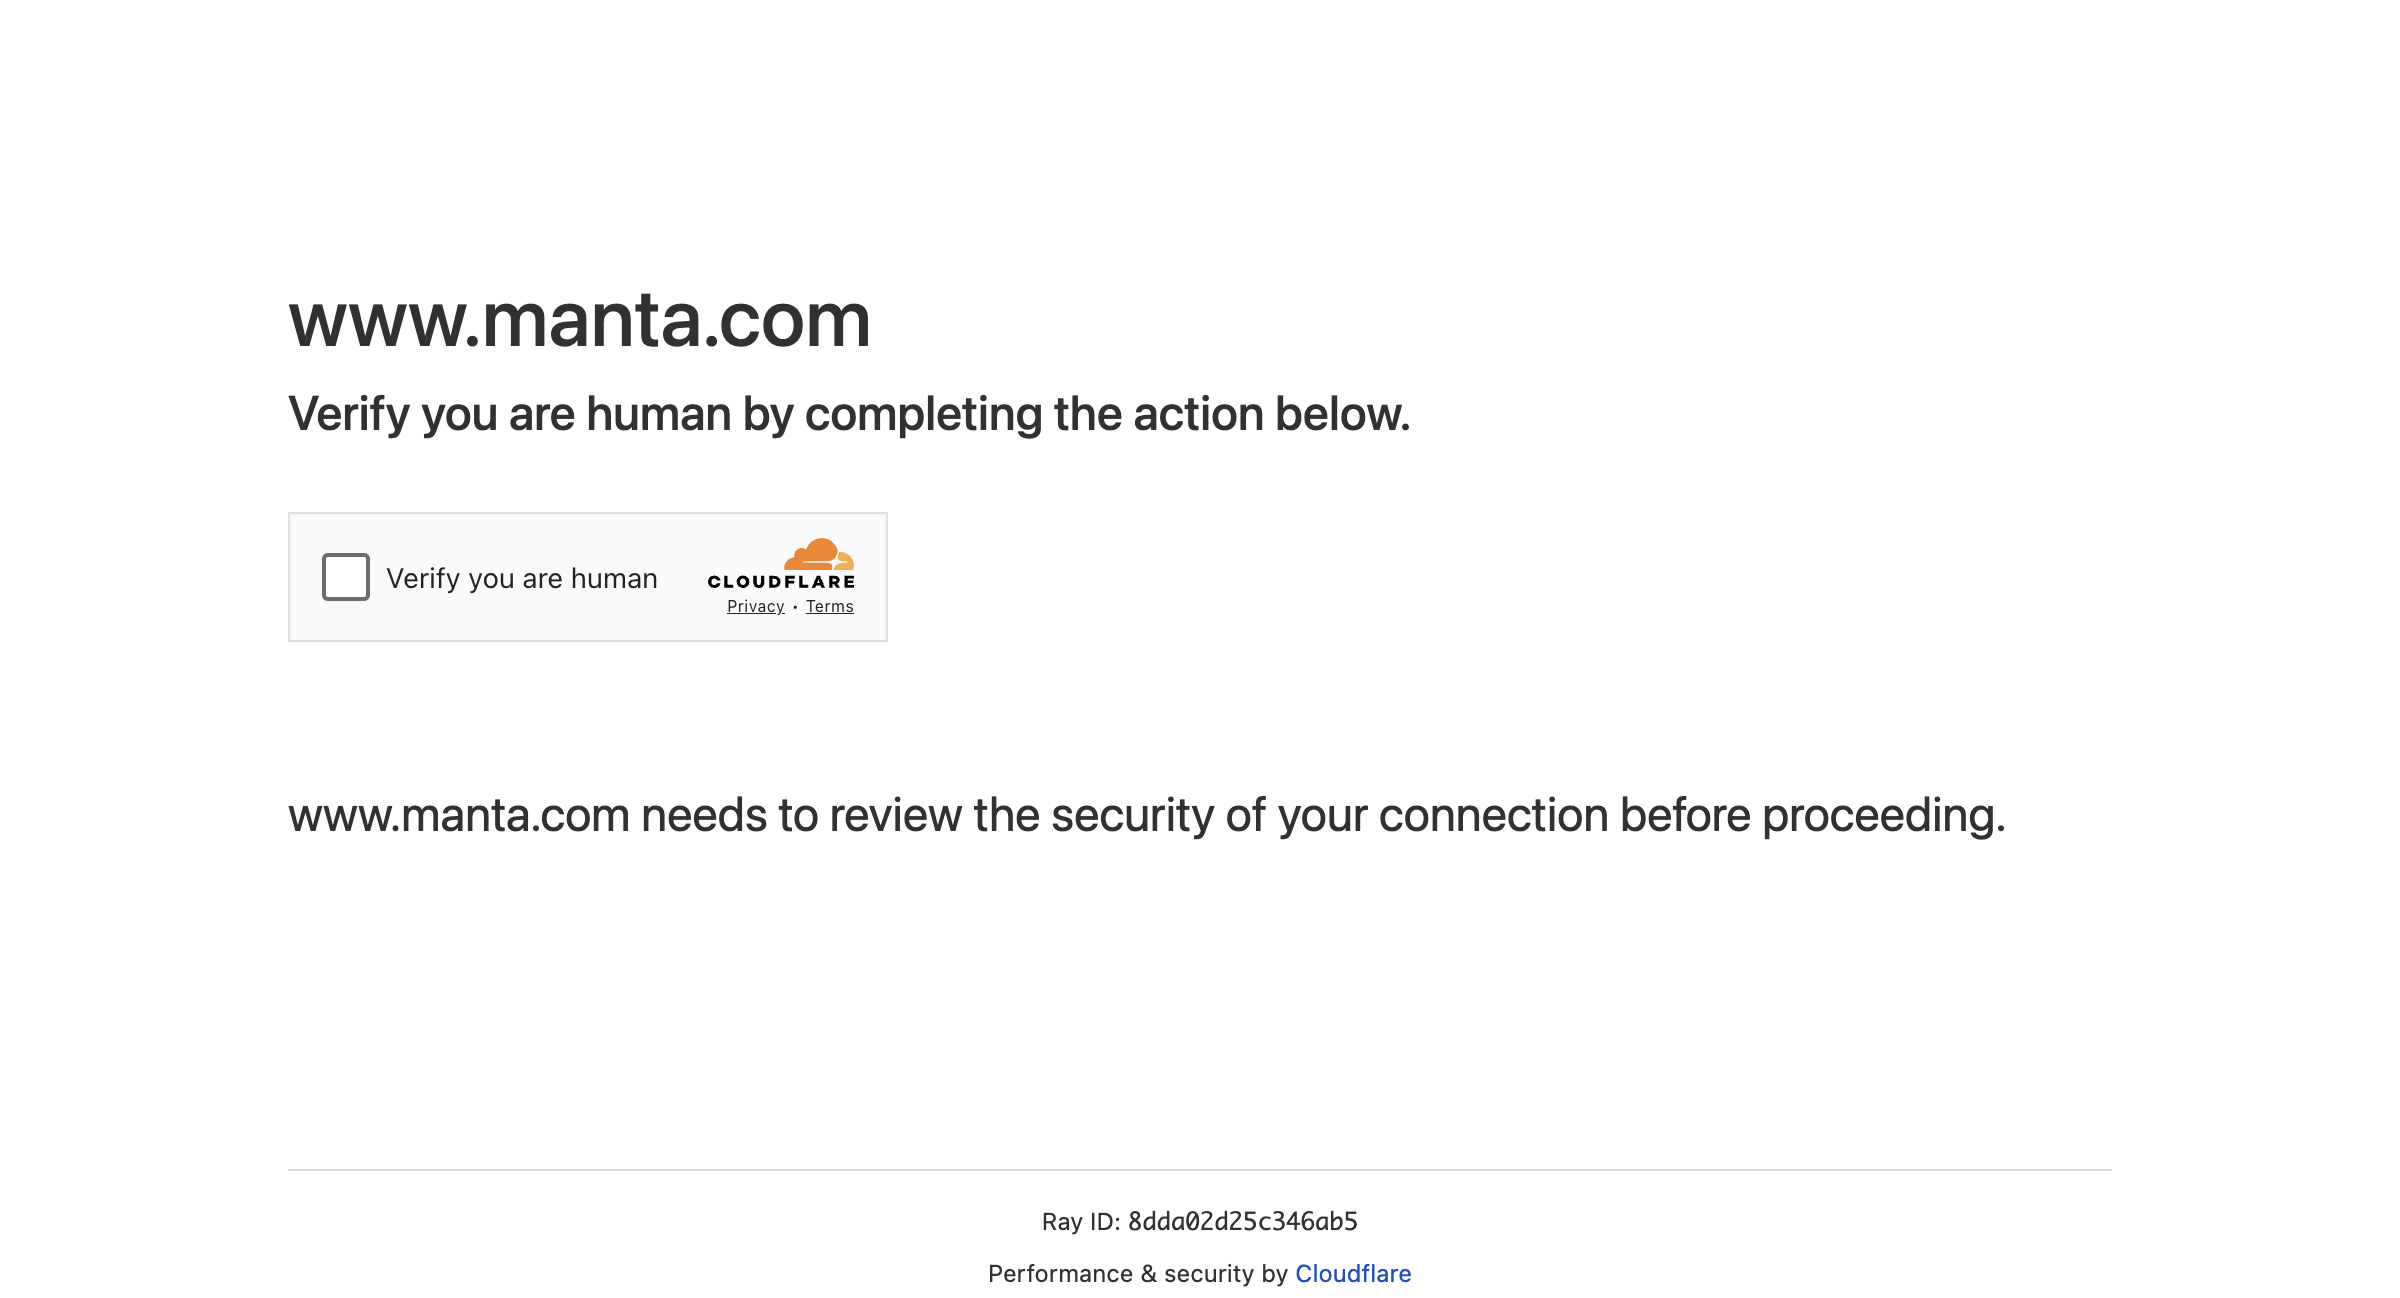 www.manta.com
Verify you are human by completing the action below.
Verify you are human
CLOUDFLARE
Privacy • Terms
www.manta.com needs to review the security of your connection before proceeding.
Ray ID: 8dda02d25c346ab5
Performance & security by Cloudflare